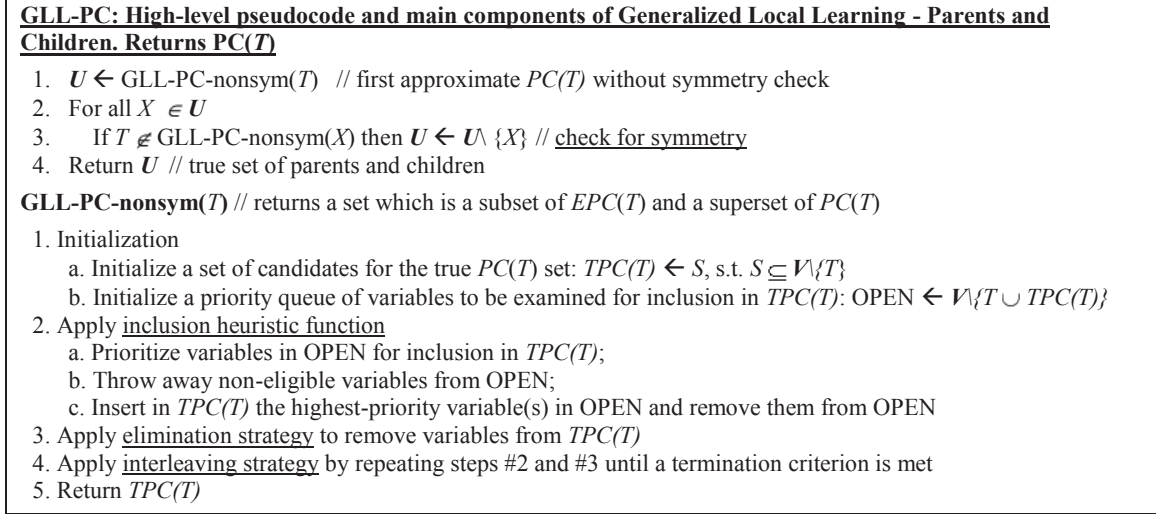 GLL-PC: High-level pseudocode and main components of Generalized Local Learning - Parents and
Children. Returns PC(T)
1. U ← GLL-PC-nonsym(T) // first approximate PC(T) without symmetry check
2. For all X ∈ U
3. If T ∉ GLL-PC-nonsym(X) then U ← U\ {X} // check for symmetry
4. Return U // true set of parents and children
GLL-PC-nonsym(T) // returns a set which is a subset of EPC(T) and a superset of PC(T)
1. Initialization
a. Initialize a set of candidates for the true PC(T) set: TPC(T) ← S, s.t. S ⊆ V\{T}
b. Initialize a priority queue of variables to be examined for inclusion in TPC(T): OPEN ← V\{T ∪ TPC(T)}
2. Apply inclusion heuristic function
a. Prioritize variables in OPEN for inclusion in TPC(T);
b. Throw away non-eligible variables from OPEN;
c. Insert in TPC(T) the highest-priority variable(s) in OPEN and remove them from OPEN
3. Apply elimination strategy to remove variables from TPC(T)
4. Apply interleaving strategy by repeating steps #2 and #3 until a termination criterion is met
5. Return TPC(T)